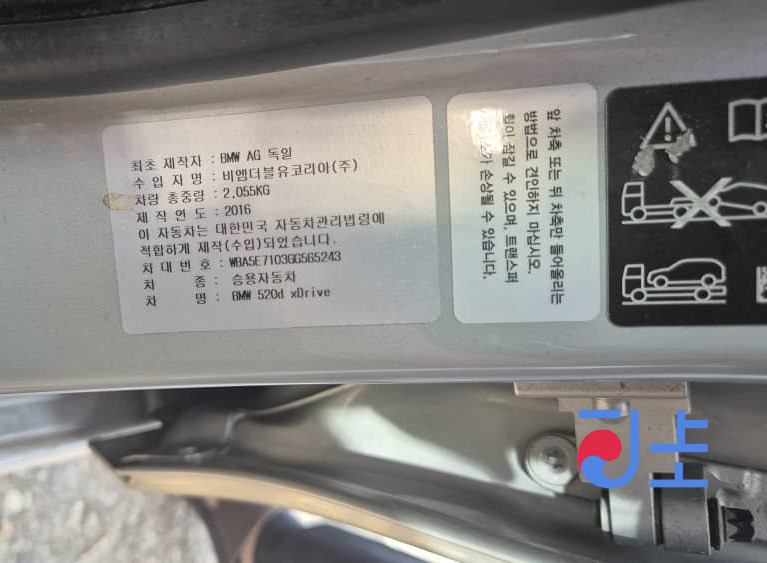 최초 제작자 : BMW AG 독일
수 입 자 명 : 비엠더블유코리아(주)
차량 총중량 : 2,055KG
제 작 연 도 : 2016
이 자동차는 대한민국 자동차관리법령에
적합하게 제작(수입)되었습니다.
차 대 번 호 : WBA5E7103GG565243
차 종 : 승용자동차
차 명 : BMW 520d xDrive
앞 차축 또는 뒤 차축만 들어올리는
방법으로 견인하지 마십시오.
잠길 수 있으며, 트랜스퍼
손상될 수 있습니다.